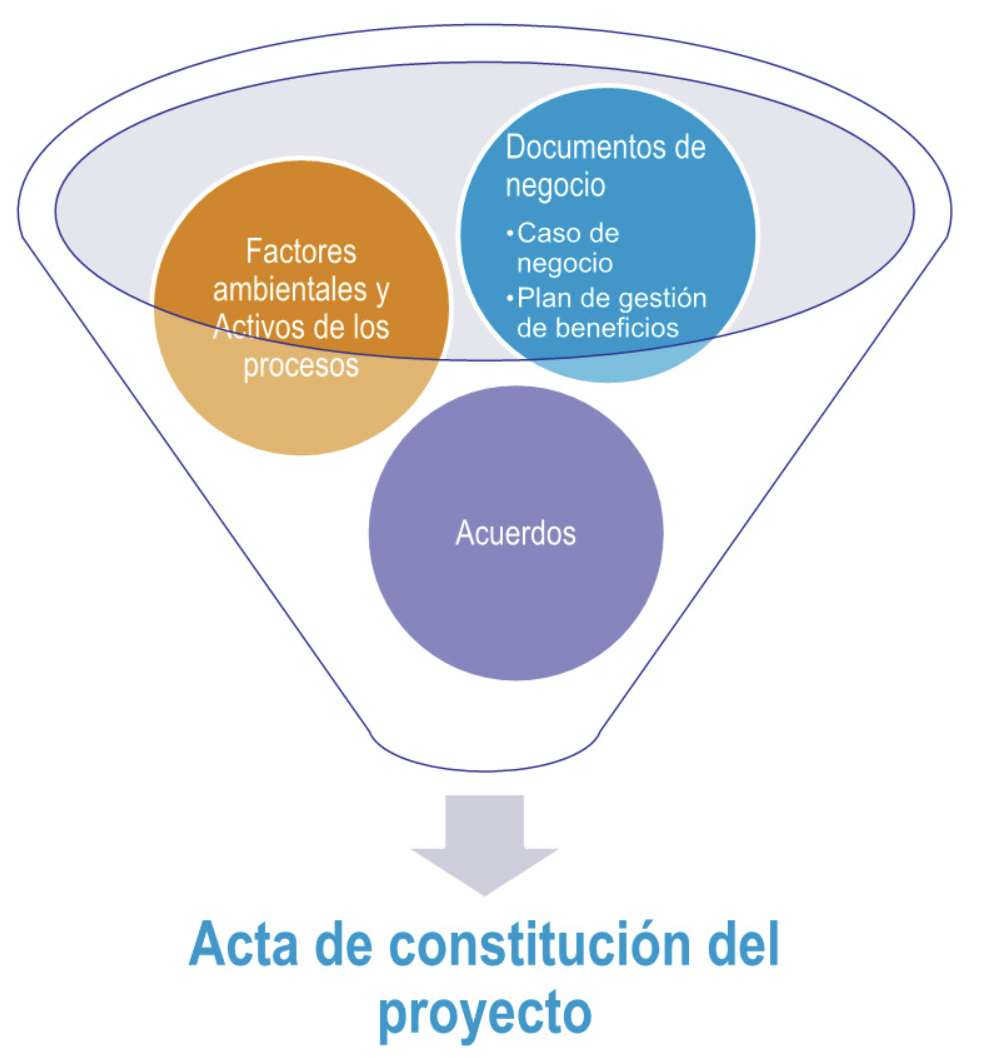 Documentos de
negocio
•Caso de
negocio
•Plan de gestión
de beneficios
Factores
ambientales y
Activos de los
procesos
Acuerdos
Acta de constitución del
proyecto